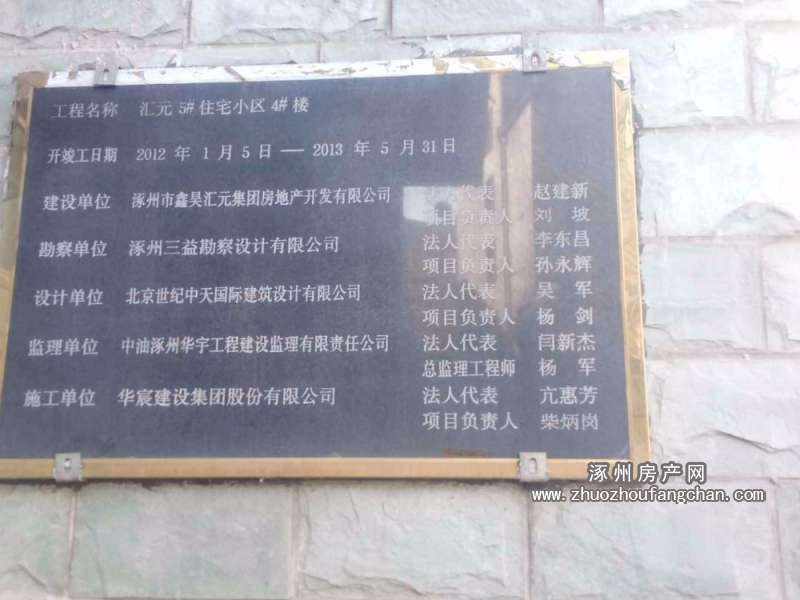 工程名称 汇元 5# 住宅小区 4# 楼
开竣工日期 2012 年 1 月 5 日 — 2013 年 5 月 31 日
建设单位 涿州市鑫昊汇元集团房地产开发有限公司 法人代表 赵建新
项目负责人 刘 坡
勘察单位 涿州三益勘察设计有限公司 法人代表 李东昌
项目负责人 孙永辉
设计单位 北京世纪中天国际建筑设计有限公司 法人代表 吴 军
项目负责人 杨 剑
监理单位 中油涿州华宇工程建设监理有限责任公司 法人代表 闫新杰
总监理工程师 杨 军
施工单位 华宸建设集团股份有限公司 法人代表 亢惠芳
项目负责人 柴炳岗
涿州房产网
www.zhuozhoufangchan.com